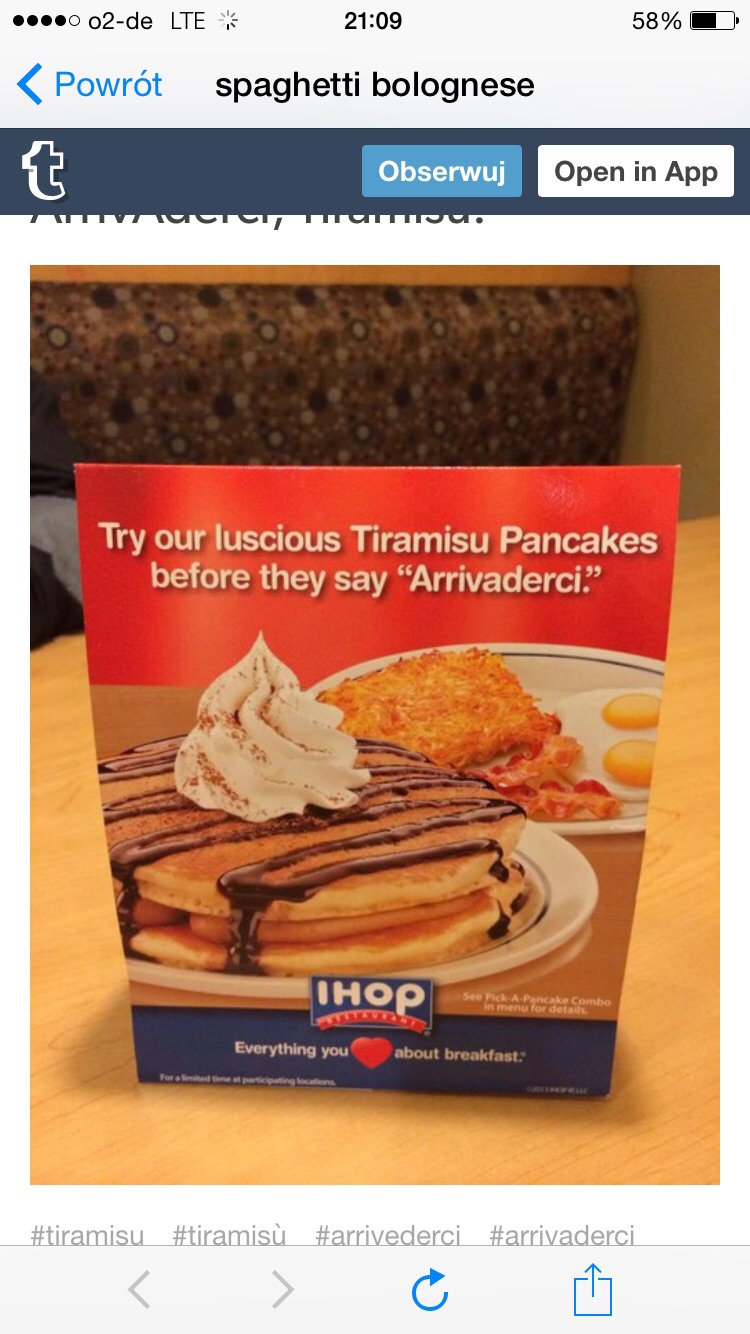 o2-de LTE 21:09 58%
Powrót spaghetti bolognese
t Obserwuj Open in App
ArrivAderci, Tiramisu!
Try our luscious Tiramisu Pancakes
before they say “Arrivaderci.”
IHOP
RESTAURANT
See Pick-A-Pancake Combo
in menu for details.
Everything you about breakfast.
For a limited time at participating locations.
#tiramisu #tiramisù #arrivederci #arrivaderci